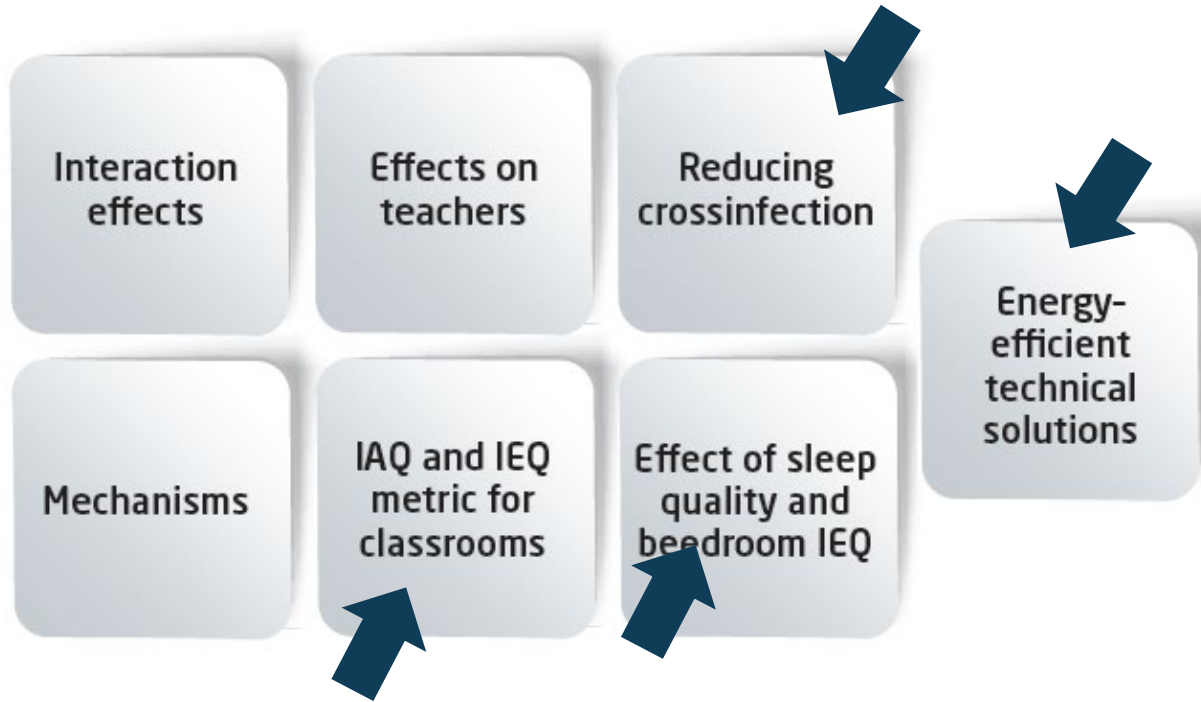 Interaction
effects
Effects on
teachers
Reducing
crossinfection
Energy-
efficient
technical
solutions
Mechanisms
IAQ and IEQ
metric for
classrooms
Effect of sleep
quality and
beedroom IEQ